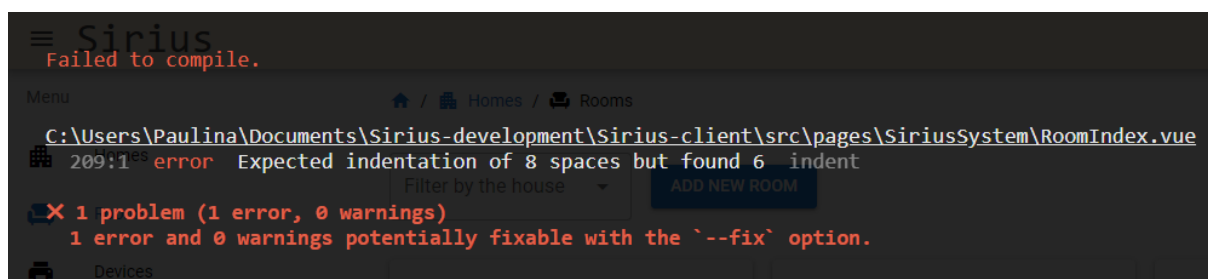 Sirius
Failed to compile.
Menu
/ Homes / Rooms
C:\Users\Paulina\Documents\Sirius-development\Sirius-client\src\pages\SiriusSystem\RoomIndex.vue
Homes
209:1 error Expected indentation of 8 spaces but found 6 indent
Filter by the house
ADD NEW ROOM
✕ 1 problem (1 error, 0 warnings)
1 error and 0 warnings potentially fixable with the `--fix` option.
Devices